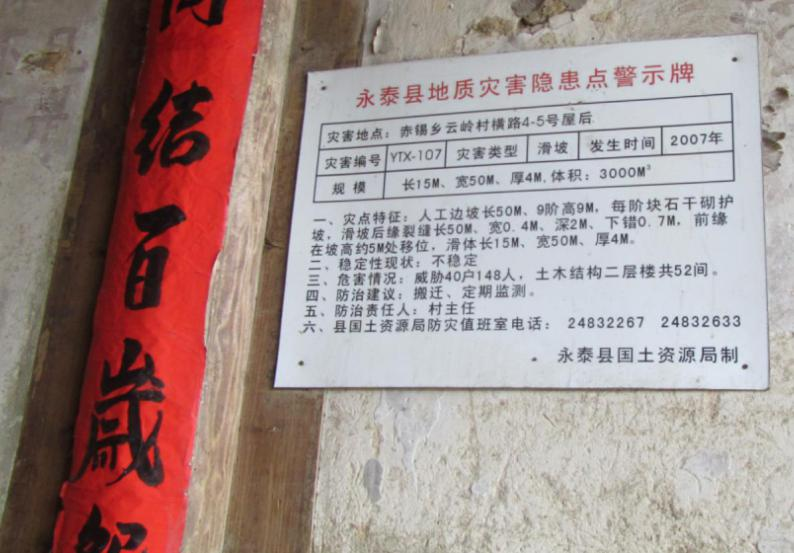 结百歳
永泰县地质灾害隐患点警示牌
灾害地点：赤锡乡云岭村横路4-5号屋后
灾害编号 YTX-107 灾害类型 滑坡 发生时间 2007年
规模 长15M、宽50M、厚4M,体积：3000M³
一、灾点特征：人工边坡长50M、9阶高9M，每阶块石干砌护
坡，滑坡后缘裂缝长50M、宽0.4M、深2M、下错0.7M，前缘
在坡高约5M处移位，滑体长15M、宽50M、厚4M。
二、稳定性现状：不稳定
三、危害情况：威胁40户148人，土木结构二层楼共52间。
四、防治建议：搬迁、定期监测。
五、防治责任人：村主任
六、县国土资源局防灾值班室电话： 24832267 24832633
永泰县国土资源局制